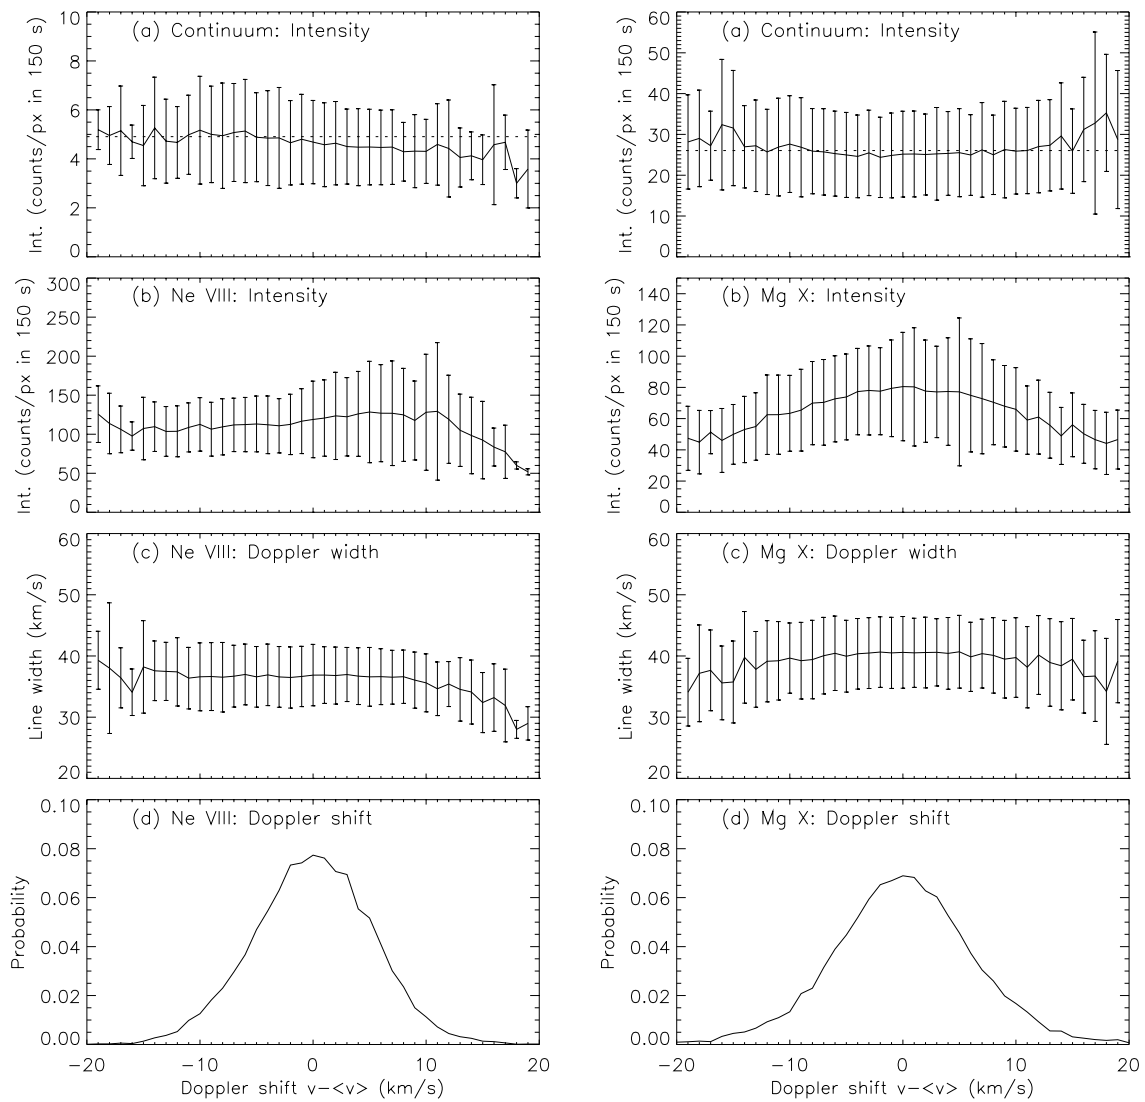 (a) Continuum: Intensity
Int. (counts/px in 150 s)
10
8
6
4
2
0
(b) Ne VIII: Intensity
Int. (counts/px in 150 s)
300
250
200
150
100
50
0
(c) Ne VIII: Doppler width
Line width (km/s)
60
50
40
30
20
(d) Ne VIII: Doppler shift
Probability
0.10
0.08
0.06
0.04
0.02
0.00
−20 −10 0 10 20
Doppler shift v−<v> (km/s)
(a) Continuum: Intensity
Int. (counts/px in 150 s)
60
50
40
30
20
10
0
(b) Mg X: Intensity
Int. (counts/px in 150 s)
140
120
100
80
60
40
20
0
(c) Mg X: Doppler width
Line width (km/s)
60
50
40
30
20
(d) Mg X: Doppler shift
Probability
0.10
0.08
0.06
0.04
0.02
0.00
−20 −10 0 10 20
Doppler shift v−<v> (km/s)